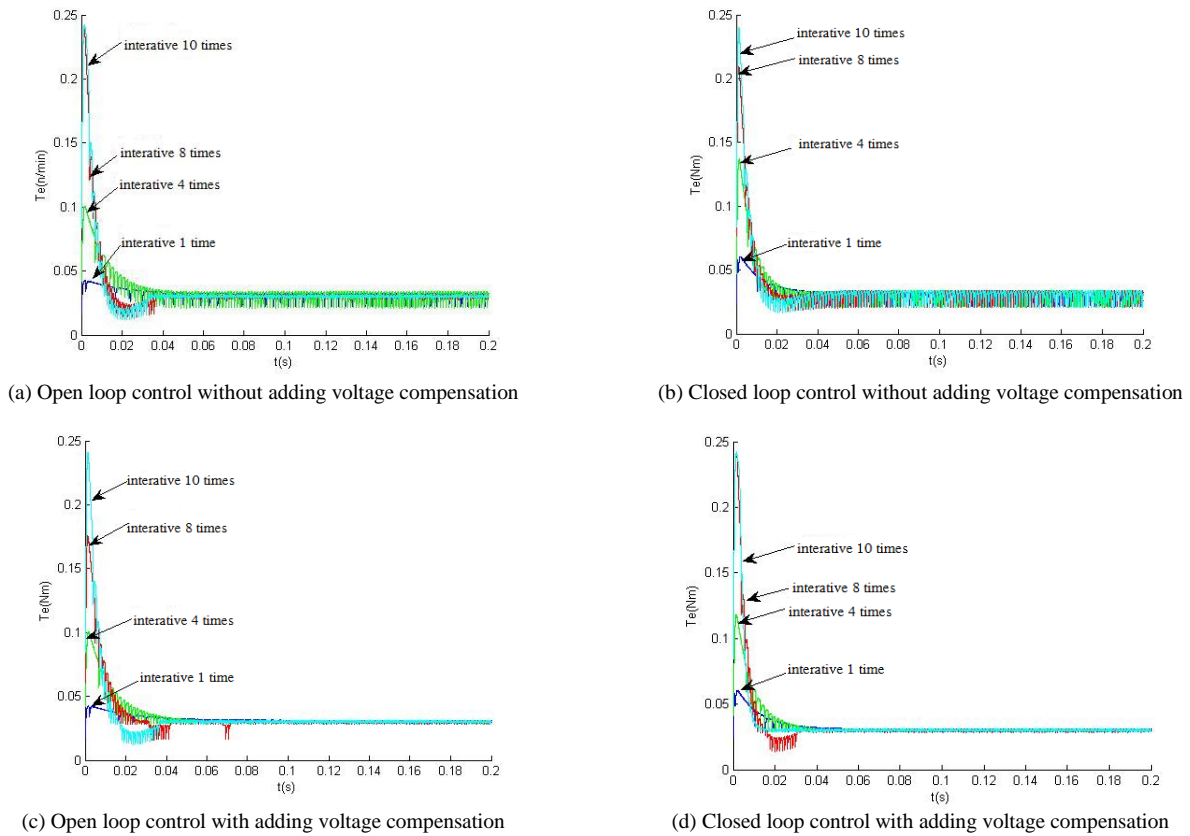 0.25
0.2
0.15
0.1
0.05
0
Te(n/min)
interative 10 times
interative 8 times
interative 4 times
interative 1 time
0 0.02 0.04 0.06 0.08 0.1 0.12 0.14 0.16 0.18 0.2
t(s)
(a) Open loop control without adding voltage compensation
0.25
0.2
0.15
0.1
0.05
0
Te(Nm)
interative 10 times
interative 8 times
interative 4 times
interative 1 time
0 0.02 0.04 0.06 0.08 0.1 0.12 0.14 0.16 0.18 0.2
t(s)
(b) Closed loop control without adding voltage compensation
0.25
0.2
0.15
0.1
0.05
0
Te(Nm)
interative 10 times
interative 8 times
interative 4 times
interative 1 time
0 0.02 0.04 0.06 0.08 0.1 0.12 0.14 0.16 0.18 0.2
t(s)
(c) Open loop control with adding voltage compensation
0.25
0.2
0.15
0.1
0.05
0
Te(Nm)
interative 10 times
interative 8 times
interative 4 times
interative 1 time
0 0.02 0.04 0.06 0.08 0.1 0.12 0.14 0.16 0.18 0.2
t(s)
(d) Closed loop control with adding voltage compensation